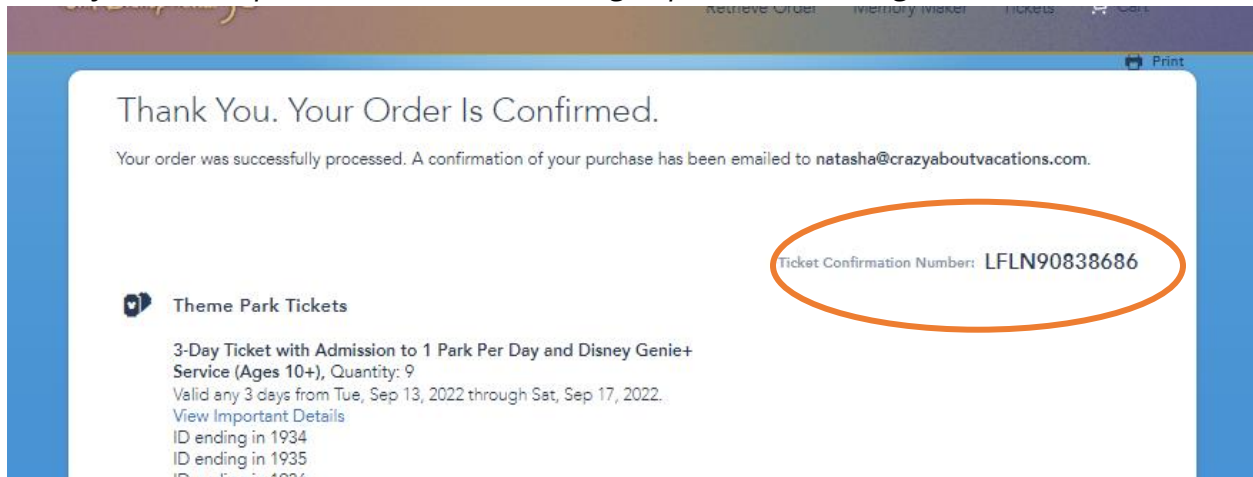 Retrieve Order Memory Maker Tickets Cart
Print
Thank You. Your Order Is Confirmed.
Your order was successfully processed. A confirmation of your purchase has been emailed to natasha@crazyaboutvacations.com.
Ticket Confirmation Number: LFLN90838686
Theme Park Tickets
3-Day Ticket with Admission to 1 Park Per Day and Disney Genie+
Service (Ages 10+), Quantity: 9
Valid any 3 days from Tue, Sep 13, 2022 through Sat, Sep 17, 2022.
View Important Details
ID ending in 1934
ID ending in 1935